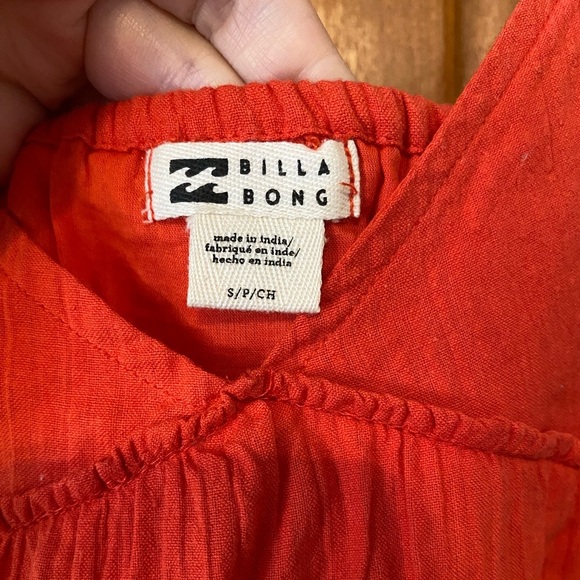 BILLA
BONG
made in india/
fabriqué en inde/
hecho en india
S/P/CH